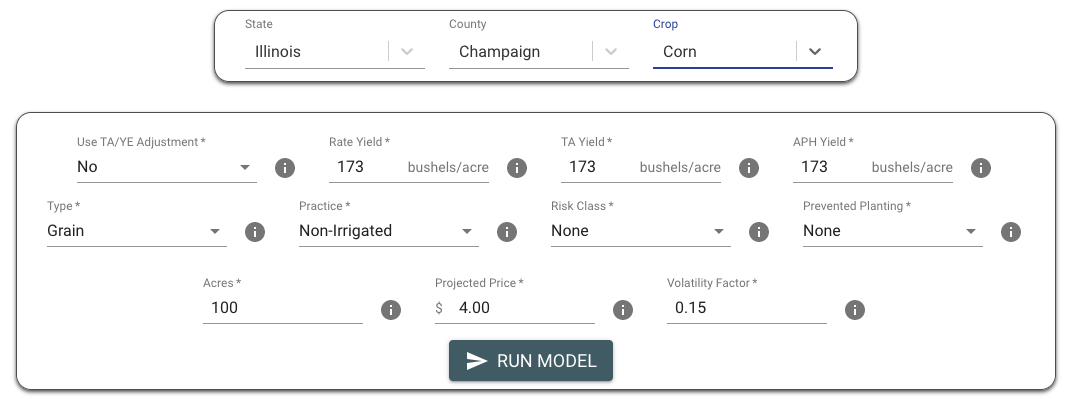 State County Crop
Illinois Champaign Corn
Use TA/YE Adjustment * Rate Yield * TA Yield * APH Yield *
No 173 bushels/acre 173 bushels/acre 173 bushels/acre
Type * Practice * Risk Class * Prevented Planting *
Grain Non-Irrigated None None
Acres * Projected Price * Volatility Factor *
100 $ 4.00 0.15
RUN MODEL